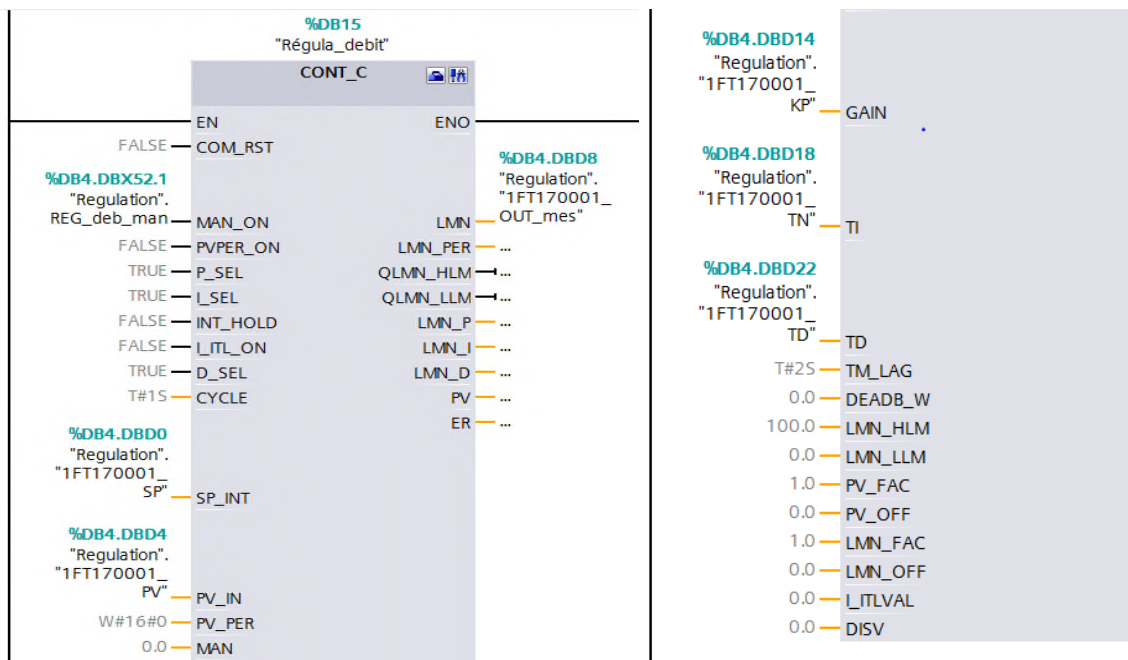 %DB15
"Régula_debit"
CONT_C
EN ENO
FALSE COM_RST
%DB4.DBX52.1
"Regulation".
REG_deb_man MAN_ON
%DB4.DBD8
"Regulation".
"1FT170001_
OUT_mes" LMN
FALSE PVPER_ON LMN_PER ...
TRUE P_SEL QLMN_HLM ...
TRUE I_SEL QLMN_LLM ...
FALSE INT_HOLD LMN_P ...
FALSE I_ITL_ON LMN_I ...
TRUE D_SEL LMN_D ...
T#1S CYCLE PV ...
ER ...
%DB4.DBD0
"Regulation".
"1FT170001_
SP" SP_INT
%DB4.DBD4
"Regulation".
"1FT170001_
PV" PV_IN
W#16#0 PV_PER
0.0 MAN
%DB4.DBD14
"Regulation".
"1FT170001_
KP" GAIN
%DB4.DBD18
"Regulation".
"1FT170001_
TN" TI
%DB4.DBD22
"Regulation".
"1FT170001_
TD" TD
T#2S TM_LAG
0.0 DEADB_W
100.0 LMN_HLM
0.0 LMN_LLM
1.0 PV_FAC
0.0 PV_OFF
1.0 LMN_FAC
0.0 LMN_OFF
0.0 I_ITLVAL
0.0 DISV